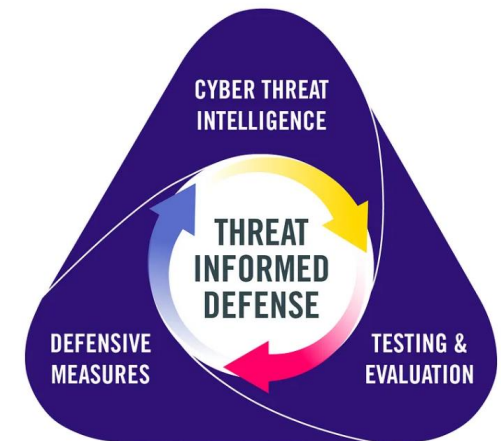 CYBER THREAT
INTELLIGENCE
THREAT
INFORMED
DEFENSE
DEFENSIVE
MEASURES
TESTING &
EVALUATION